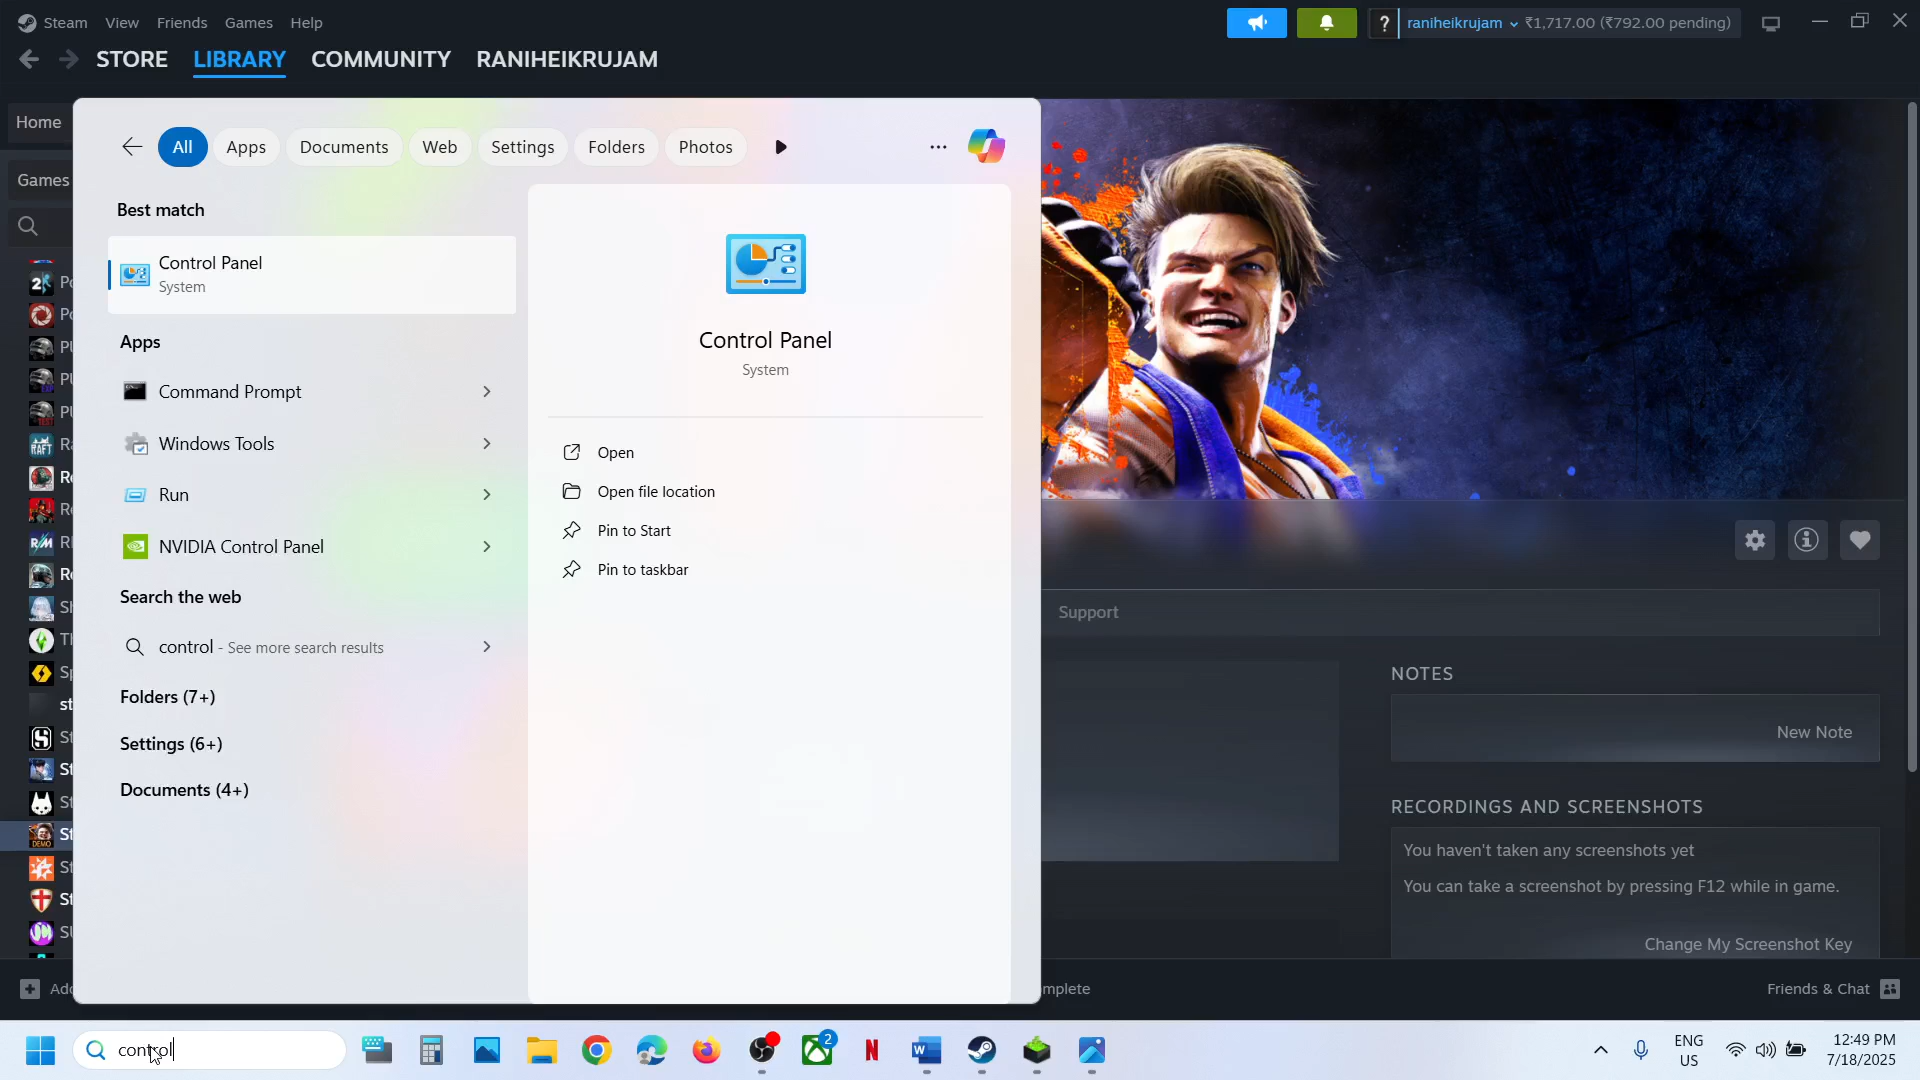 Steam View Friends Games Help
? raniheikrujam ₹1,717.00 (₹792.00 pending)
STORE LIBRARY COMMUNITY RANIHEIKRUJAM
Home
Games
All Apps Documents Web Settings Folders Photos
Best match
Control Panel
System
Apps
Command Prompt
Windows Tools
Run
NVIDIA Control Panel
Search the web
control - See more search results
Folders (7+)
Settings (6+)
Documents (4+)
Control Panel
System
Open
Open file location
Pin to Start
Pin to taskbar
DEMO
Support
NOTES
New Note
RECORDINGS AND SCREENSHOTS
You haven't taken any screenshots yet
You can take a screenshot by pressing F12 while in game.
Change My Screenshot Key
Friends & Chat
control
2
ENG
US
12:49 PM
7/18/2025